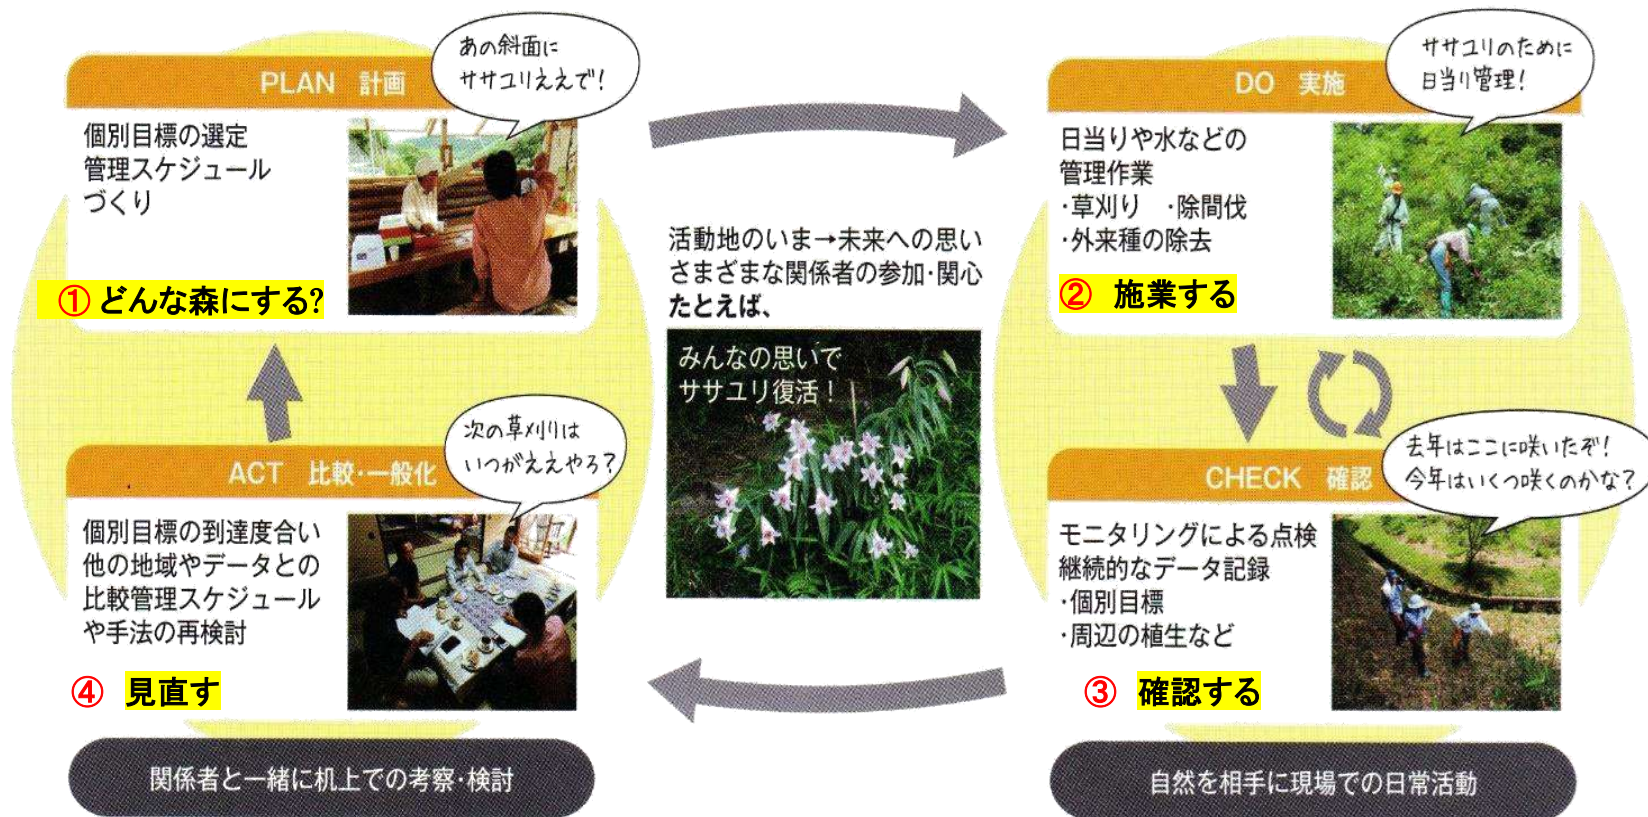 PLAN 計画
あの斜面に
ササユリええで!
個別目標の選定
管理スケジュール
づくり
① どんな森にする?
DO 実施
ササユリのために
日当り管理!
日当りや水などの
管理作業
・草刈り ・除間伐
・外来種の除去
② 施業する
活動地のいま→未来への思い
さまざまな関係者の参加・関心
たとえば、
みんなの思いで
ササユリ復活!
ACT 比較・一般化
次の草刈りは
いつがええやろ?
個別目標の到達度合い
他の地域やデータとの
比較管理スケジュール
や手法の再検討
④ 見直す
CHECK 確認
去年はここに咲いたぞ!
今年はいくつ咲くのかな?
モニタリングによる点検
継続的なデータ記録
・個別目標
・周辺の植生など
③ 確認する
関係者と一緒に机上での考察・検討
自然を相手に現場での日常活動